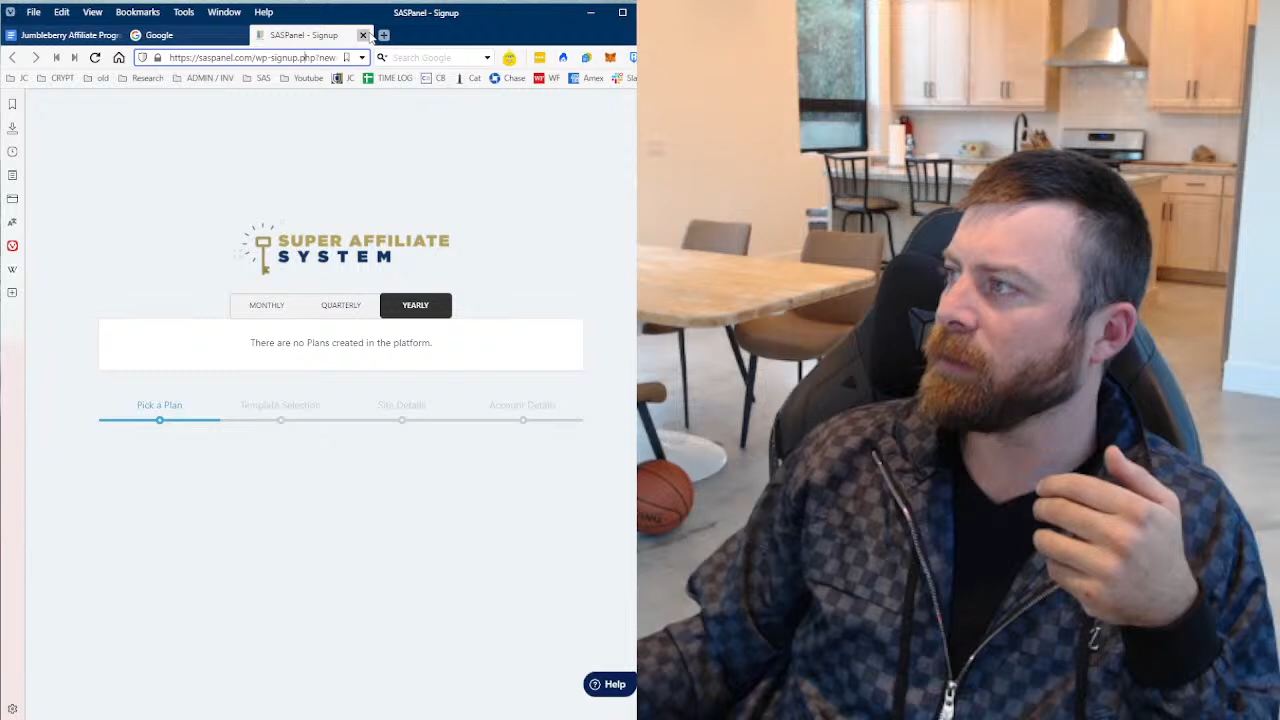 File Edit View Bookmarks Tools Window Help SASPanel - Signup
Jumbleberry Affiliate Prog Google SASPanel - Signup
https://saspanel.com/wp-signup.php?new Search Google
JC CRYPT old Research ADMIN / INV SAS Youtube JC TIME LOG CB Cat WF Chase WF Amex Sla
SUPER AFFILIATE
SYSTEM
MONTHLY QUARTERLY YEARLY
There are no Plans created in the platform.
Pick a Plan Template Selection Site Details Account Details
Help